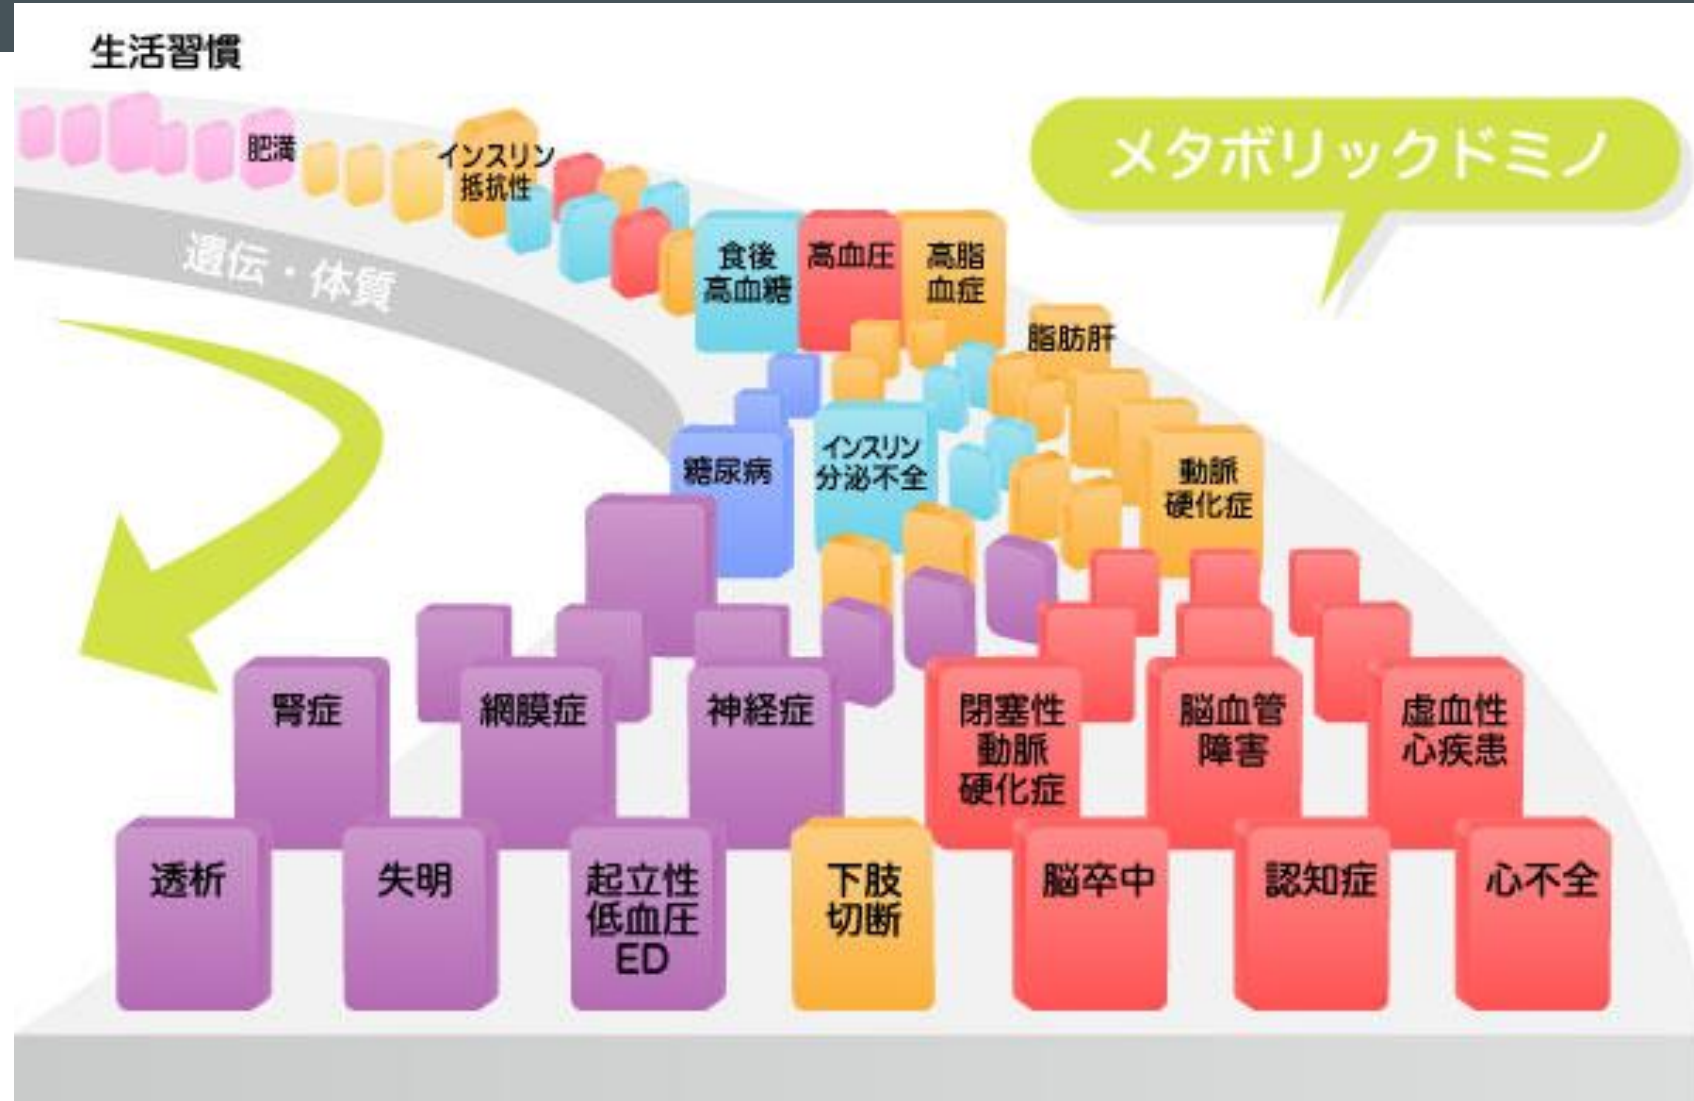 生活習慣
メタボリックドミノ
肥満
インスリン
抵抗性
遺伝・体質
食後
高血糖
高血圧
高脂
血症
脂肪肝
糖尿病
インスリン
分泌不全
動脈
硬化症
腎症
網膜症
神経症
閉塞性
動脈
硬化症
脳血管
障害
虚血性
心疾患
透析
失明
起立性
低血圧
ED
下肢
切断
脳卒中
認知症
心不全